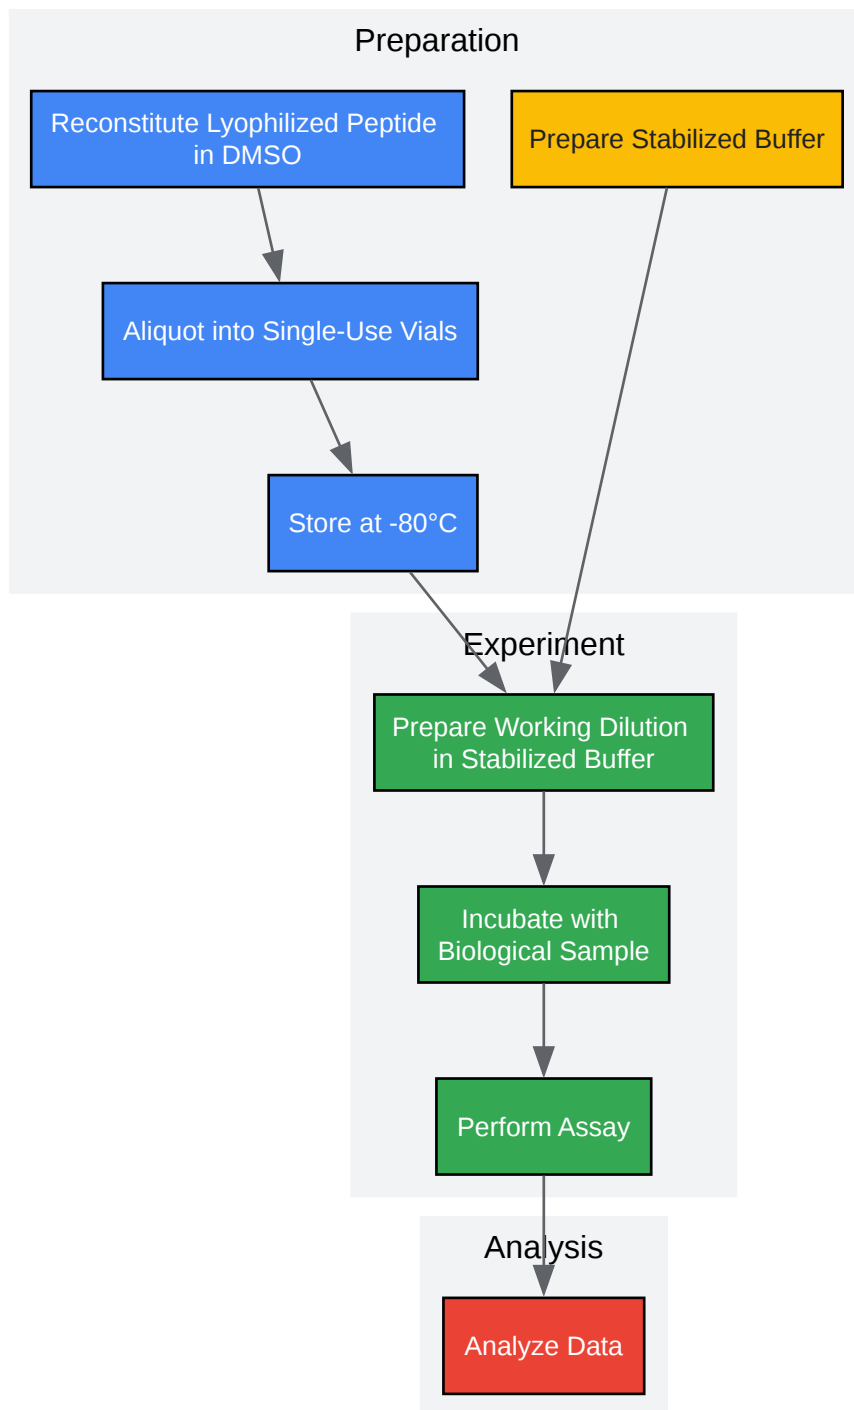 Preparation
Reconstitute Lyophilized Peptide
in DMSO
Prepare Stabilized Buffer
Aliquot into Single-Use Vials
Store at -80°C
Experiment
Prepare Working Dilution
in Stabilized Buffer
Incubate with
Biological Sample
Perform Assay
Analysis
Analyze Data